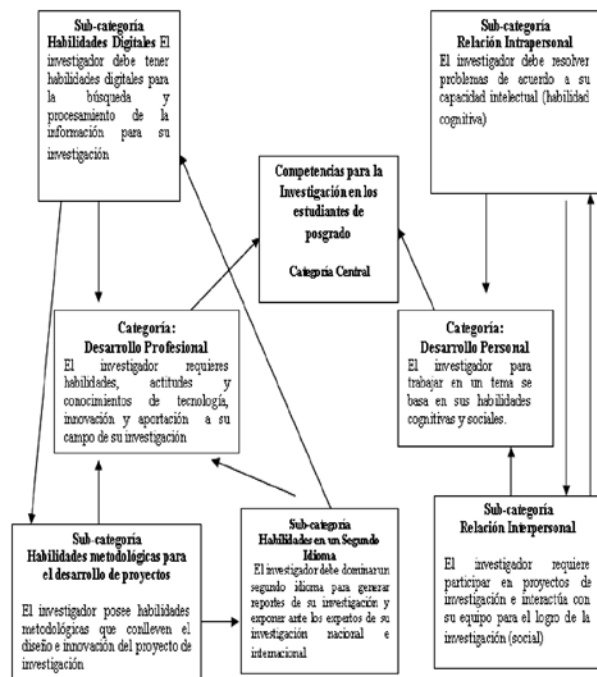 Sub-categoría
Habilidades Digitales El
investigador debe tener
habilidades digitales para
la búsqueda y
procesamiento de la
información para su
investigación
Sub-categoría
Relación Intrapersonal
El investigador debe resolver
problemas de acuerdo a su
capacidad intelectual (habilidad
cognitiva)
Competencias para la
Investigación en los
estudiantes de
posgrado
Categoría Central
Categoría:
Desarrollo Profesional
El investigador requieres
habilidades, actitudes y
conocimientos de tecnología,
innovación y aportación a su
campo de su investigación
Categoría:
Desarrollo Personal
El investigador para
trabajar en un tema se
basa en sus habilidades
cognitivas y sociales.
Sub-categoría
Habilidades metodológicas para
el desarrollo de proyectos
El investigador posee habilidades
metodológicas que conlleven el
diseño e innovación del proyecto de
investigación
Sub-categoría
Habilidades en un Segundo
Idioma
El investigador debe dominar un
segundo idioma para generar
reportes de su investigación y
exponer ante los expertos de su
investigación nacional e
internacional
Sub-categoría
Relación Interpersonal
El investigador requiere
participar en proyectos de
investigación e interactúa con
su equipo para el logro de la
investigación (social)